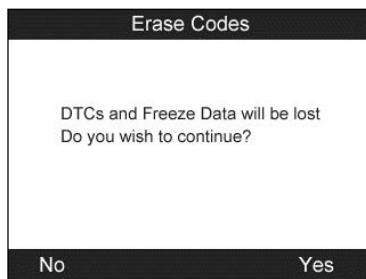 Erase Codes
DTCs and Freeze Data will be lost
Do you wish to continue?
No Yes